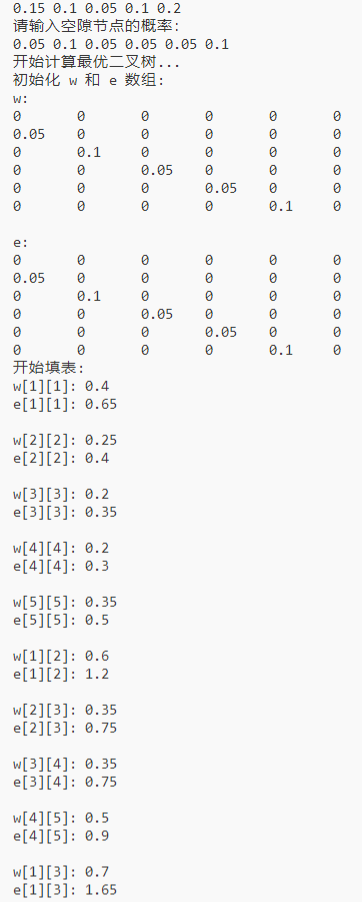 0.15 0.1 0.05 0.1 0.2
请输入空隙节点的概率:
0.05 0.1 0.05 0.05 0.05 0.1
开始计算最优二叉树...
初始化 w 和 e 数组:
w:
0 0 0 0 0 0
0.05 0 0 0 0 0
0 0.1 0 0 0 0
0 0 0.05 0 0 0
0 0 0 0.05 0 0
0 0 0 0 0.1 0
e:
0 0 0 0 0 0
0.05 0 0 0 0 0
0 0.1 0 0 0 0
0 0 0.05 0 0 0
0 0 0 0.05 0 0
0 0 0 0 0.1 0
开始填表:
w[1][1]: 0.4
e[1][1]: 0.65
w[2][2]: 0.25
e[2][2]: 0.4
w[3][3]: 0.2
e[3][3]: 0.35
w[4][4]: 0.2
e[4][4]: 0.3
w[5][5]: 0.35
e[5][5]: 0.5
w[1][2]: 0.6
e[1][2]: 1.2
w[2][3]: 0.35
e[2][3]: 0.75
w[3][4]: 0.35
e[3][4]: 0.75
w[4][5]: 0.5
e[4][5]: 0.9
w[1][3]: 0.7
e[1][3]: 1.65